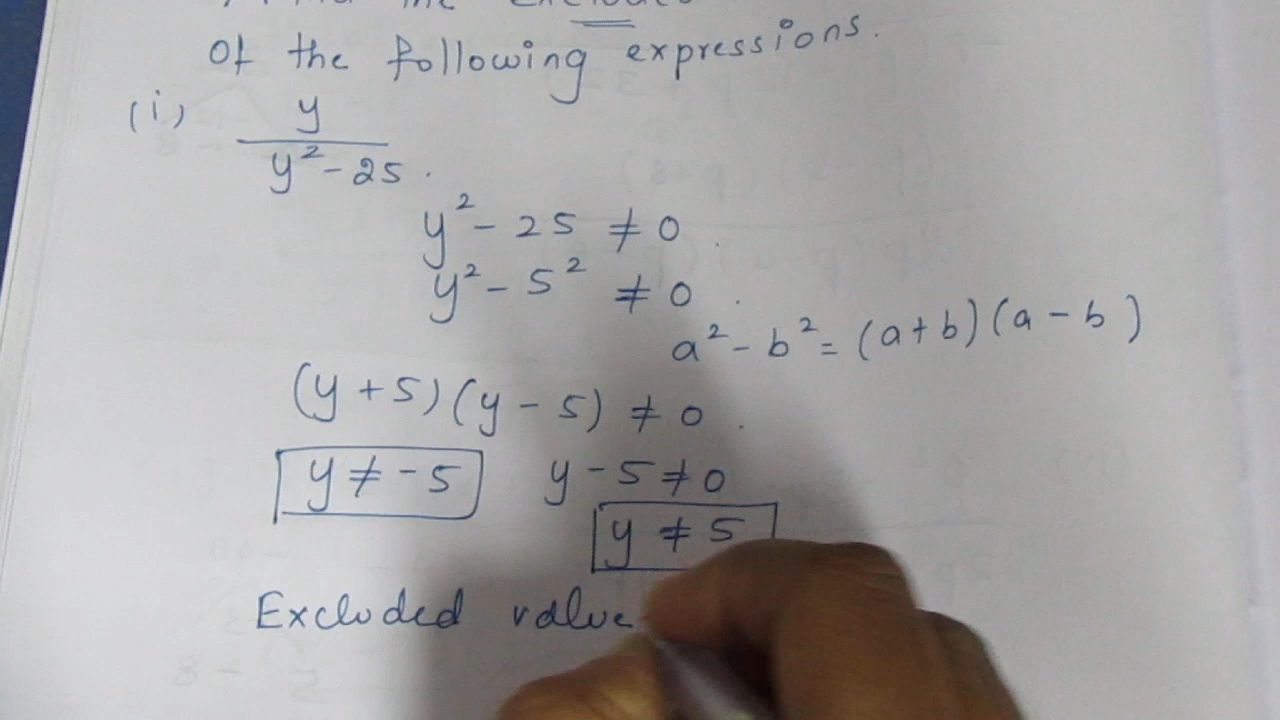 the
of the following expressions.
(i) y / y² - 25.
y² - 25 ≠ 0.
y² - 5² ≠ 0.
a² - b² = (a+b)(a - b)
(y + 5)(y - 5) ≠ 0.
y ≠ -5 y - 5 ≠ 0
y ≠ 5
Excluded value